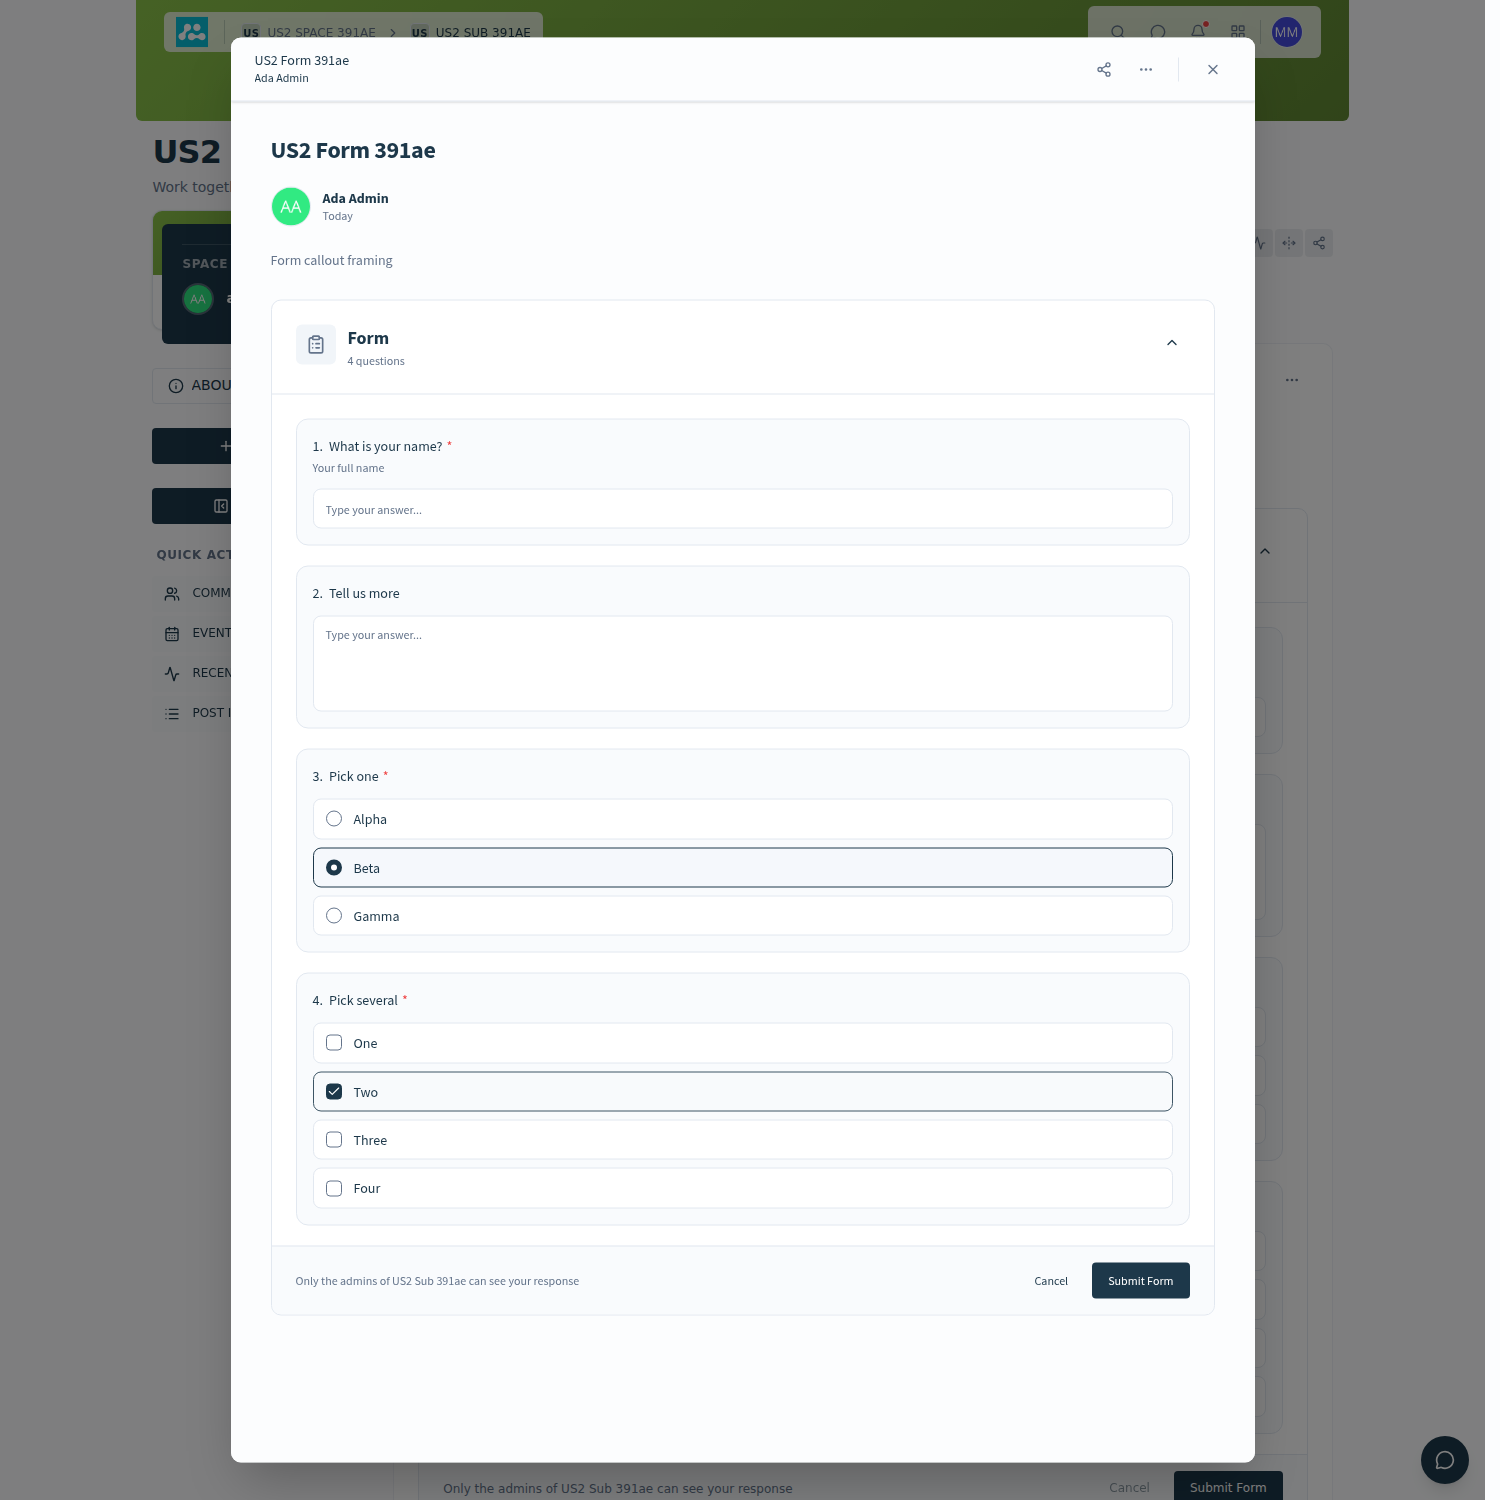 US US2 SPACE 391AE > US US2 SUB 391AE
MM
US2 Form 391ae
Ada Admin
US2
Work toget
SPACE
AA
ABOU
QUICK ACT
COMM
EVENT
RECEN
POST I
US2 Form 391ae
AA
Ada Admin
Today
Form callout framing
Form
4 questions
1. What is your name? *
Your full name
Type your answer...
2. Tell us more
Type your answer...
3. Pick one *
Alpha
Beta
Gamma
4. Pick several *
One
Two
Three
Four
Only the admins of US2 Sub 391ae can see your response
Cancel
Submit Form
Only the admins of US2 Sub 391ae can see your response
Cancel
Submit Form